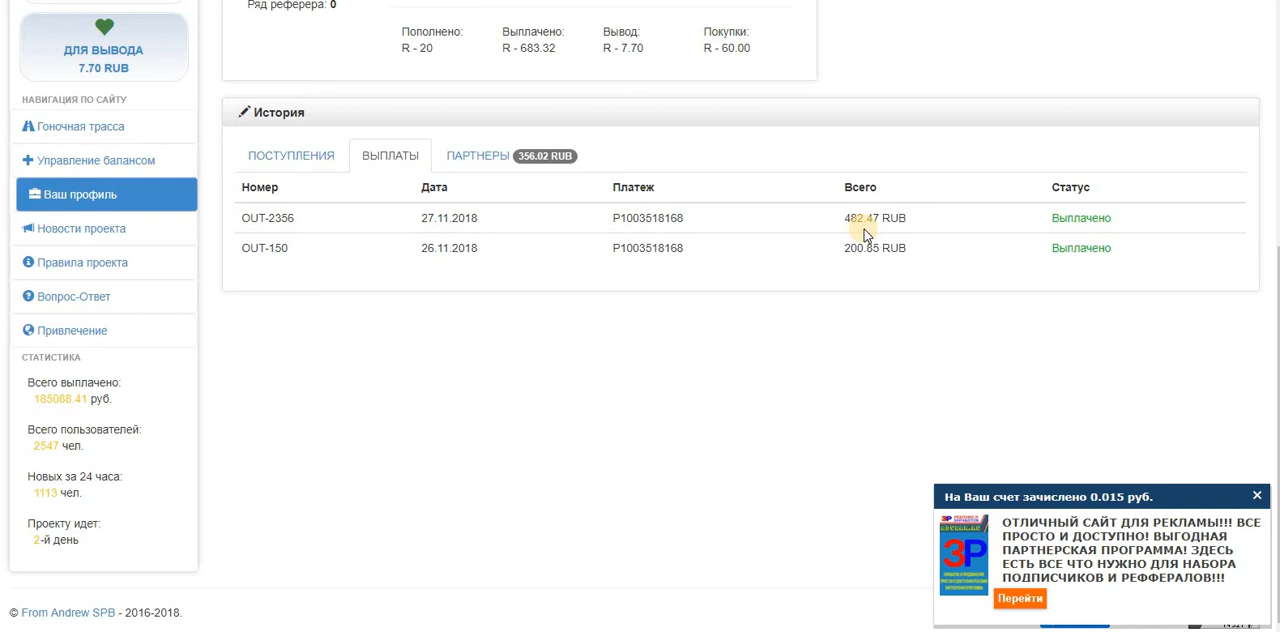 Ряд реферера: 0
Пополнено: Выплачено: Вывод: Покупки:
R - 20 R - 683.32 R - 7.70 R - 60.00
ДЛЯ ВЫВОДА
7.70 RUB
НАВИГАЦИЯ ПО САЙТУ
Гоночная трасса
Управление балансом
Ваш профиль
Новости проекта
Правила проекта
Вопрос-Ответ
Привлечение
СТАТИСТИКА
Всего выплачено:
185068.41 руб.
Всего пользователей:
2547 чел.
Новых за 24 часа:
1113 чел.
Проекту идет:
2-й день
История
ПОСТУПЛЕНИЯ ВЫПЛАТЫ ПАРТНЕРЫ 356.02 RUB
Номер Дата Платеж Всего Статус
OUT-2356 27.11.2018 P1003518168 482.47 RUB Выплачено
OUT-150 26.11.2018 P1003518168 200.85 RUB Выплачено
На Ваш счет зачислено 0.015 руб.
3Р
ОТЛИЧНЫЙ САЙТ ДЛЯ РЕКЛАМЫ!!! ВСЕ
ПРОСТО И ДОСТУПНО! ВЫГОДНАЯ
ПАРТНЕРСКАЯ ПРОГРАММА! ЗДЕСЬ
ЕСТЬ ВСЕ ЧТО НУЖНО ДЛЯ НАБОРА
ПОДПИСЧИКОВ И РЕФФЕРАЛОВ!!!
Перейти
© From Andrew SPB - 2016-2018.